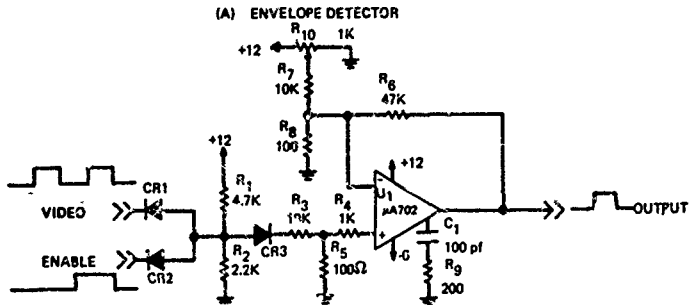 (A) ENVELOPE DETECTOR
R10 1K
+12
R7
10K
R6
47K
R8
100
+12
+12
R1
4.7K
CR1
VIDEO
R3
R4
1K
U1
μA702
OUTPUT
C1
100 pf
ENABLE
CR2
R2
2.2K
CR3
R5
100Ω
-6
R9
200